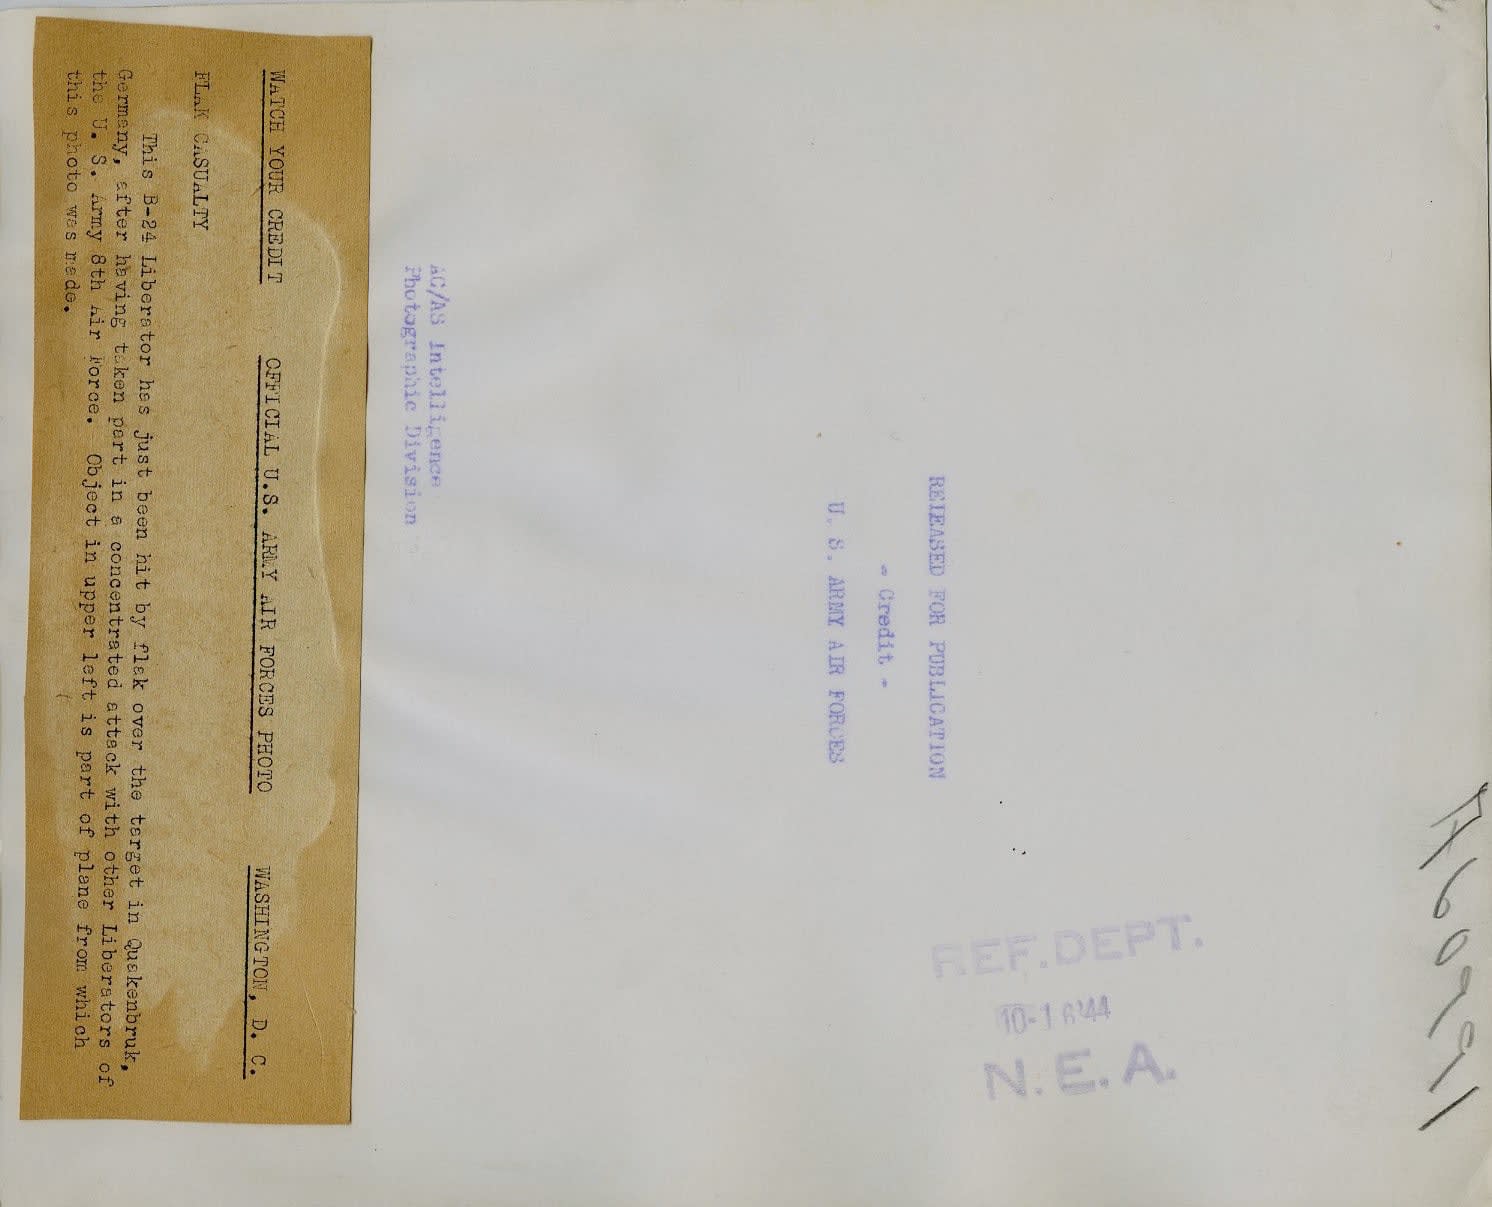 WATCH YOUR CREDIT OFFICIAL U.S. ARMY AIR FORCES PHOTO WASHINGTON, D. C.
FLAK CASUALTY
This B-24 Liberator has just been hit by flak over the target in Quakenbruk,
Germany, after having taken part in a concentrated attack with other Liberators of
the U. S. Army 8th Air Force. Object in upper left is part of plane from which
this photo was made.
AC/AS Intelligence
Photographic Division
RELEASED FOR PUBLICATION
- Credit -
U. S. ARMY AIR FORCES
REF. DEPT.
10-16'44
N. E. A.